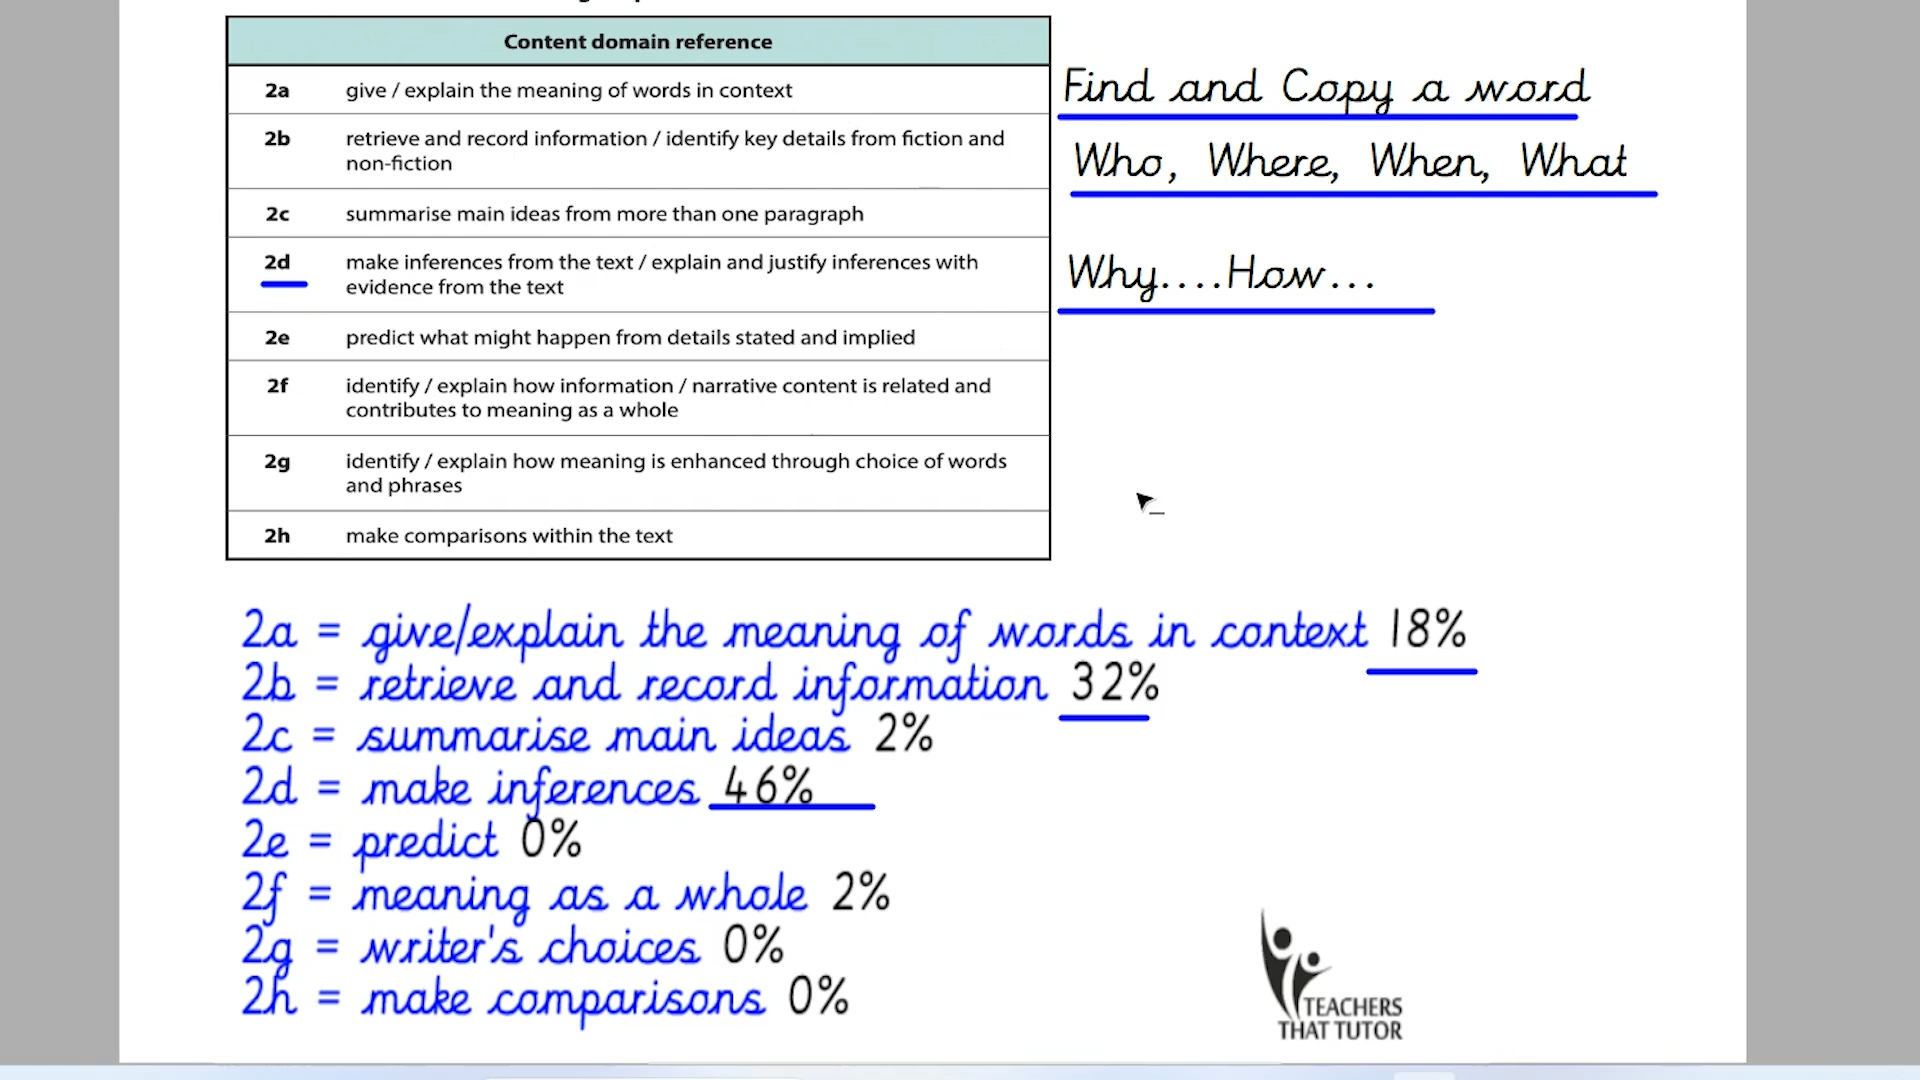 Content domain reference
2a give / explain the meaning of words in context
Find and Copy a word
2b retrieve and record information / identify key details from fiction and
non-fiction
Who, Where, When, What
2c summarise main ideas from more than one paragraph
2d make inferences from the text / explain and justify inferences with
evidence from the text
Why....How...
2e predict what might happen from details stated and implied
2f identify / explain how information / narrative content is related and
contributes to meaning as a whole
2g identify / explain how meaning is enhanced through choice of words
and phrases
2h make comparisons within the text
2a = give/explain the meaning of words in context 18%
2b = retrieve and record information 32%
2c = summarise main ideas 2%
2d = make inferences 46%
2e = predict 0%
2f = meaning as a whole 2%
2g = writer's choices 0%
2h = make comparisons 0%
TEACHERS
THAT TUTOR